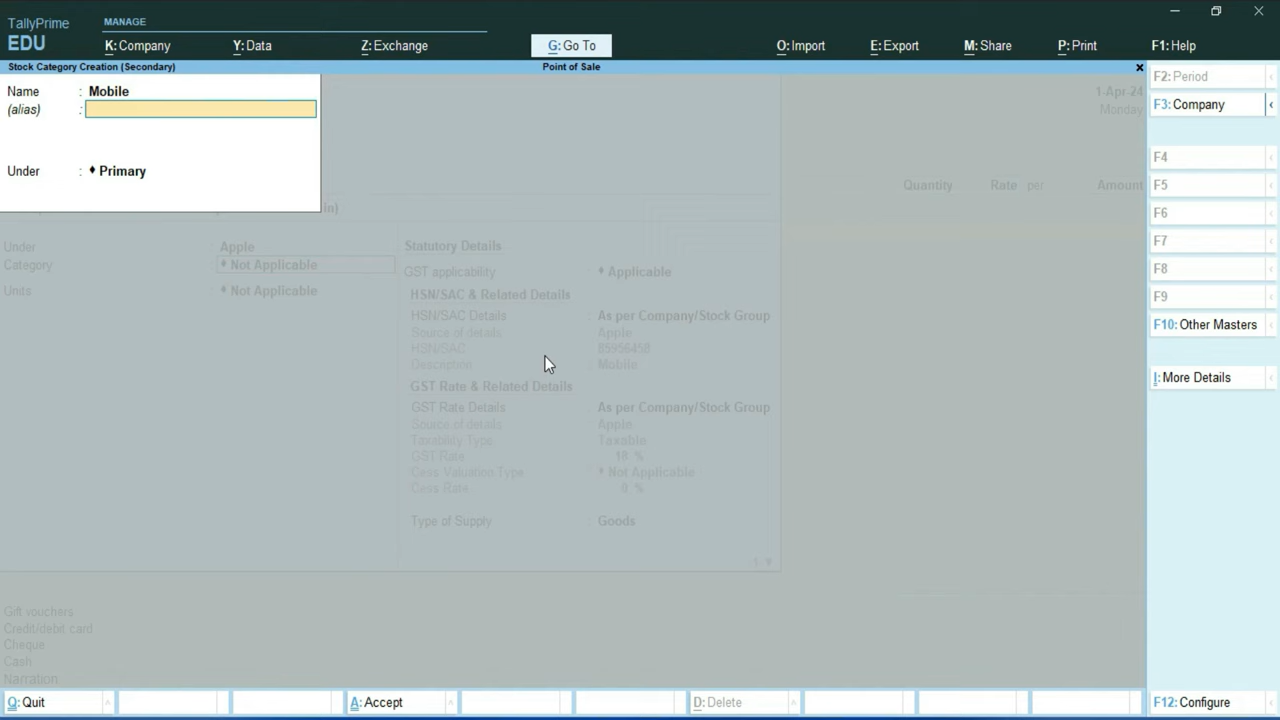 TallyPrime
EDU
MANAGE
K: Company
Y: Data
Z: Exchange
G: Go To
O: Import
E: Export
M: Share
P: Print
F1: Help
Stock Category Creation (Secondary)
Point of Sale
x
Name : Mobile
(alias) :
Under : ♦ Primary
1-Apr-24
Monday
Quantity Rate per Amount
in)
Under : Apple
Category : ♦ Not Applicable
Units : ♦ Not Applicable
Statutory Details
GST applicability : ♦ Applicable
HSN/SAC & Related Details
HSN/SAC Details : As per Company/Stock Group
Source of details : Apple
HSN/SAC : 85956458
Description : Mobile
GST Rate & Related Details
GST Rate Details : As per Company/Stock Group
Source of details : Apple
Taxability Type : Taxable
GST Rate : 18 %
Cess Valuation Type : ♦ Not Applicable
Cess Rate : 0 %
Type of Supply : Goods
Gift vouchers
Credit/debit card
Cheque
Cash
Narration
F2: Period
F3: Company
F4
F5
F6
F7
F8
F9
F10: Other Masters
I: More Details
Q: Quit
A: Accept
D: Delete
F12: Configure